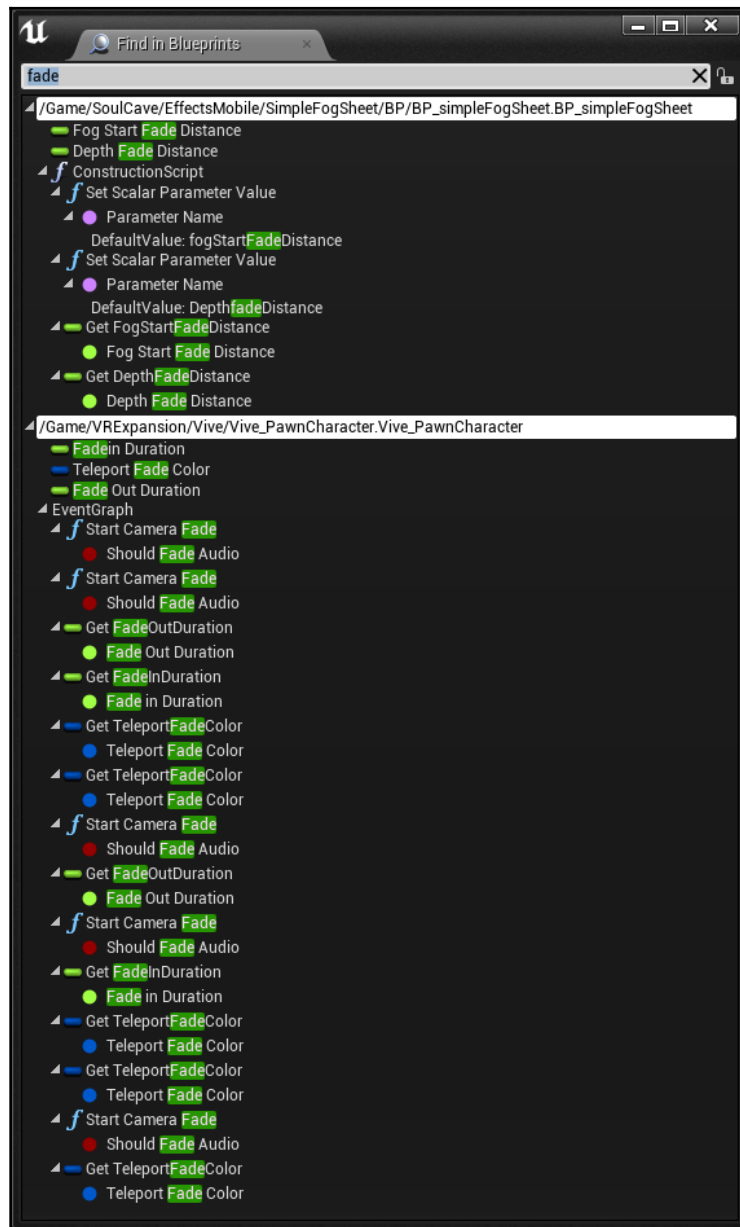 Find in Blueprints
fade
/Game/SoulCave/EffectsMobile/SimpleFogSheet/BP/BP_simpleFogSheet.BP_simpleFogSheet
Fog Start Fade Distance
Depth Fade Distance
ConstructionScript
Set Scalar Parameter Value
Parameter Name
DefaultValue: fogStartFadeDistance
Set Scalar Parameter Value
Parameter Name
DefaultValue: DepthfadeDistance
Get FogStartFadeDistance
Fog Start Fade Distance
Get DepthFadeDistance
Depth Fade Distance
/Game/VRExpansion/Vive/Vive_PawnCharacter.Vive_PawnCharacter
Fadein Duration
Teleport Fade Color
Fade Out Duration
EventGraph
Start Camera Fade
Should Fade Audio
Start Camera Fade
Should Fade Audio
Get FadeOutDuration
Fade Out Duration
Get FadeInDuration
Fade in Duration
Get TeleportFadeColor
Teleport Fade Color
Get TeleportFadeColor
Teleport Fade Color
Start Camera Fade
Should Fade Audio
Get FadeOutDuration
Fade Out Duration
Start Camera Fade
Should Fade Audio
Get FadeInDuration
Fade in Duration
Get TeleportFadeColor
Teleport Fade Color
Get TeleportFadeColor
Teleport Fade Color
Start Camera Fade
Should Fade Audio
Get TeleportFadeColor
Teleport Fade Color